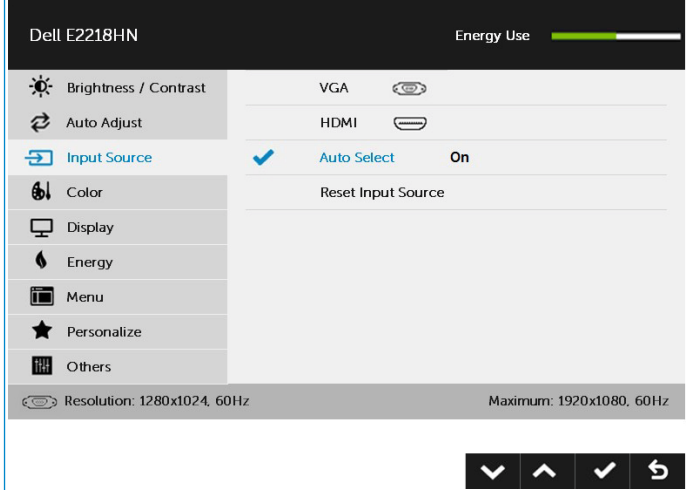 Dell E2218HN
Energy Use
Brightness / Contrast
VGA
Auto Adjust
HDMI
Input Source
Auto Select On
Color
Reset Input Source
Display
Energy
Menu
Personalize
Others
Resolution: 1280x1024, 60Hz
Maximum: 1920x1080, 60Hz